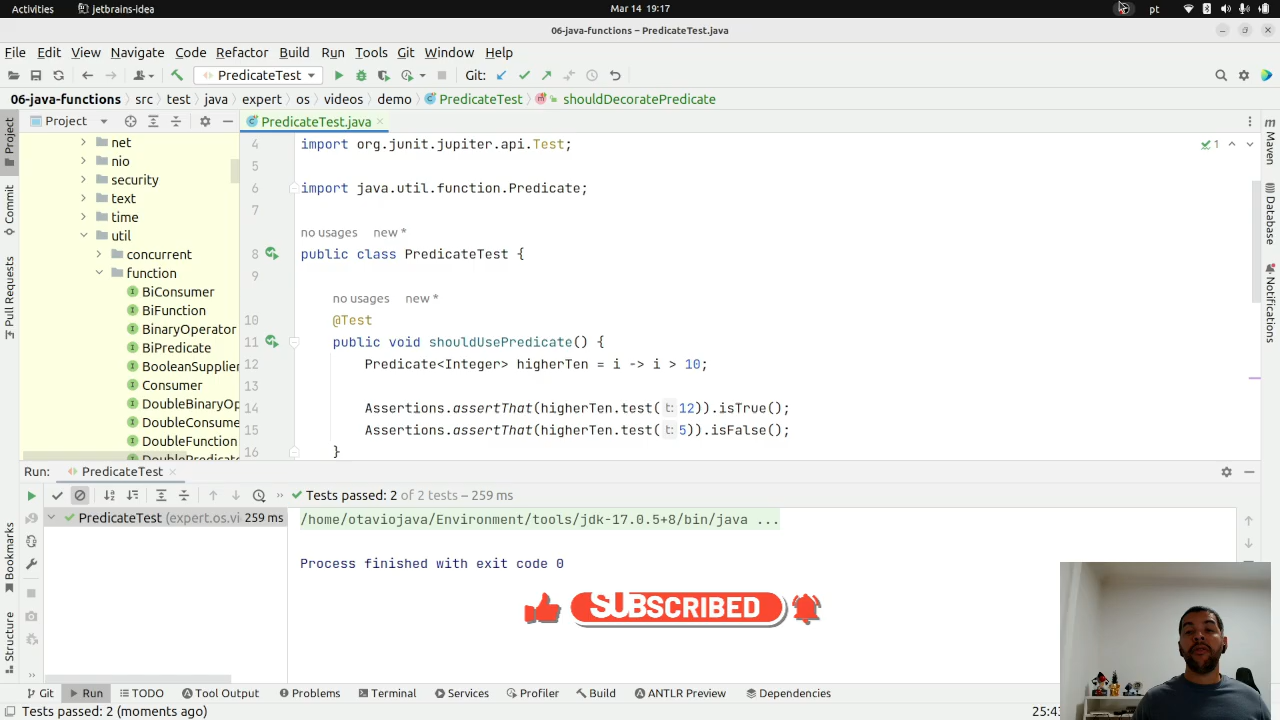 Activities
jetbrains-idea
Mar 14 19:17
pt
06-java-functions – PredicateTest.java
File Edit View Navigate Code Refactor Build Run Tools Git Window Help
PredicateTest
Git:
06-java-functions src test java expert os videos demo PredicateTest shouldDecoratePredicate
Project
PredicateTest.java
net
nio
security
text
time
util
concurrent
function
BiConsumer
BiFunction
BinaryOperator
BiPredicate
BooleanSupplier
Consumer
DoubleBinaryOp
DoubleConsume
DoubleFunction
DoublePredicate
4 import org.junit.jupiter.api.Test;
5
6 import java.util.function.Predicate;
7
no usages new *
8 public class PredicateTest {
9
no usages new *
10 @Test
11 public void shouldUsePredicate() {
12 Predicate<Integer> higherTen = i -> i > 10;
13
14 Assertions.assertThat(higherTen.test( t: 12)).isTrue();
15 Assertions.assertThat(higherTen.test( t: 5)).isFalse();
16 }
1
Project
Commit
Pull Requests
Bookmarks
Structure
Maven
Database
Notifications
Run: PredicateTest
Tests passed: 2 of 2 tests – 259 ms
PredicateTest (expert.os.vi 259 ms
/home/otaviojava/Environment/tools/jdk-17.0.5+8/bin/java ...
Process finished with exit code 0
SUBSCRIBED
Git Run TODO Tool Output Problems Terminal Services Profiler Build ANTLR Preview Dependencies
Tests passed: 2 (moments ago)
25:43